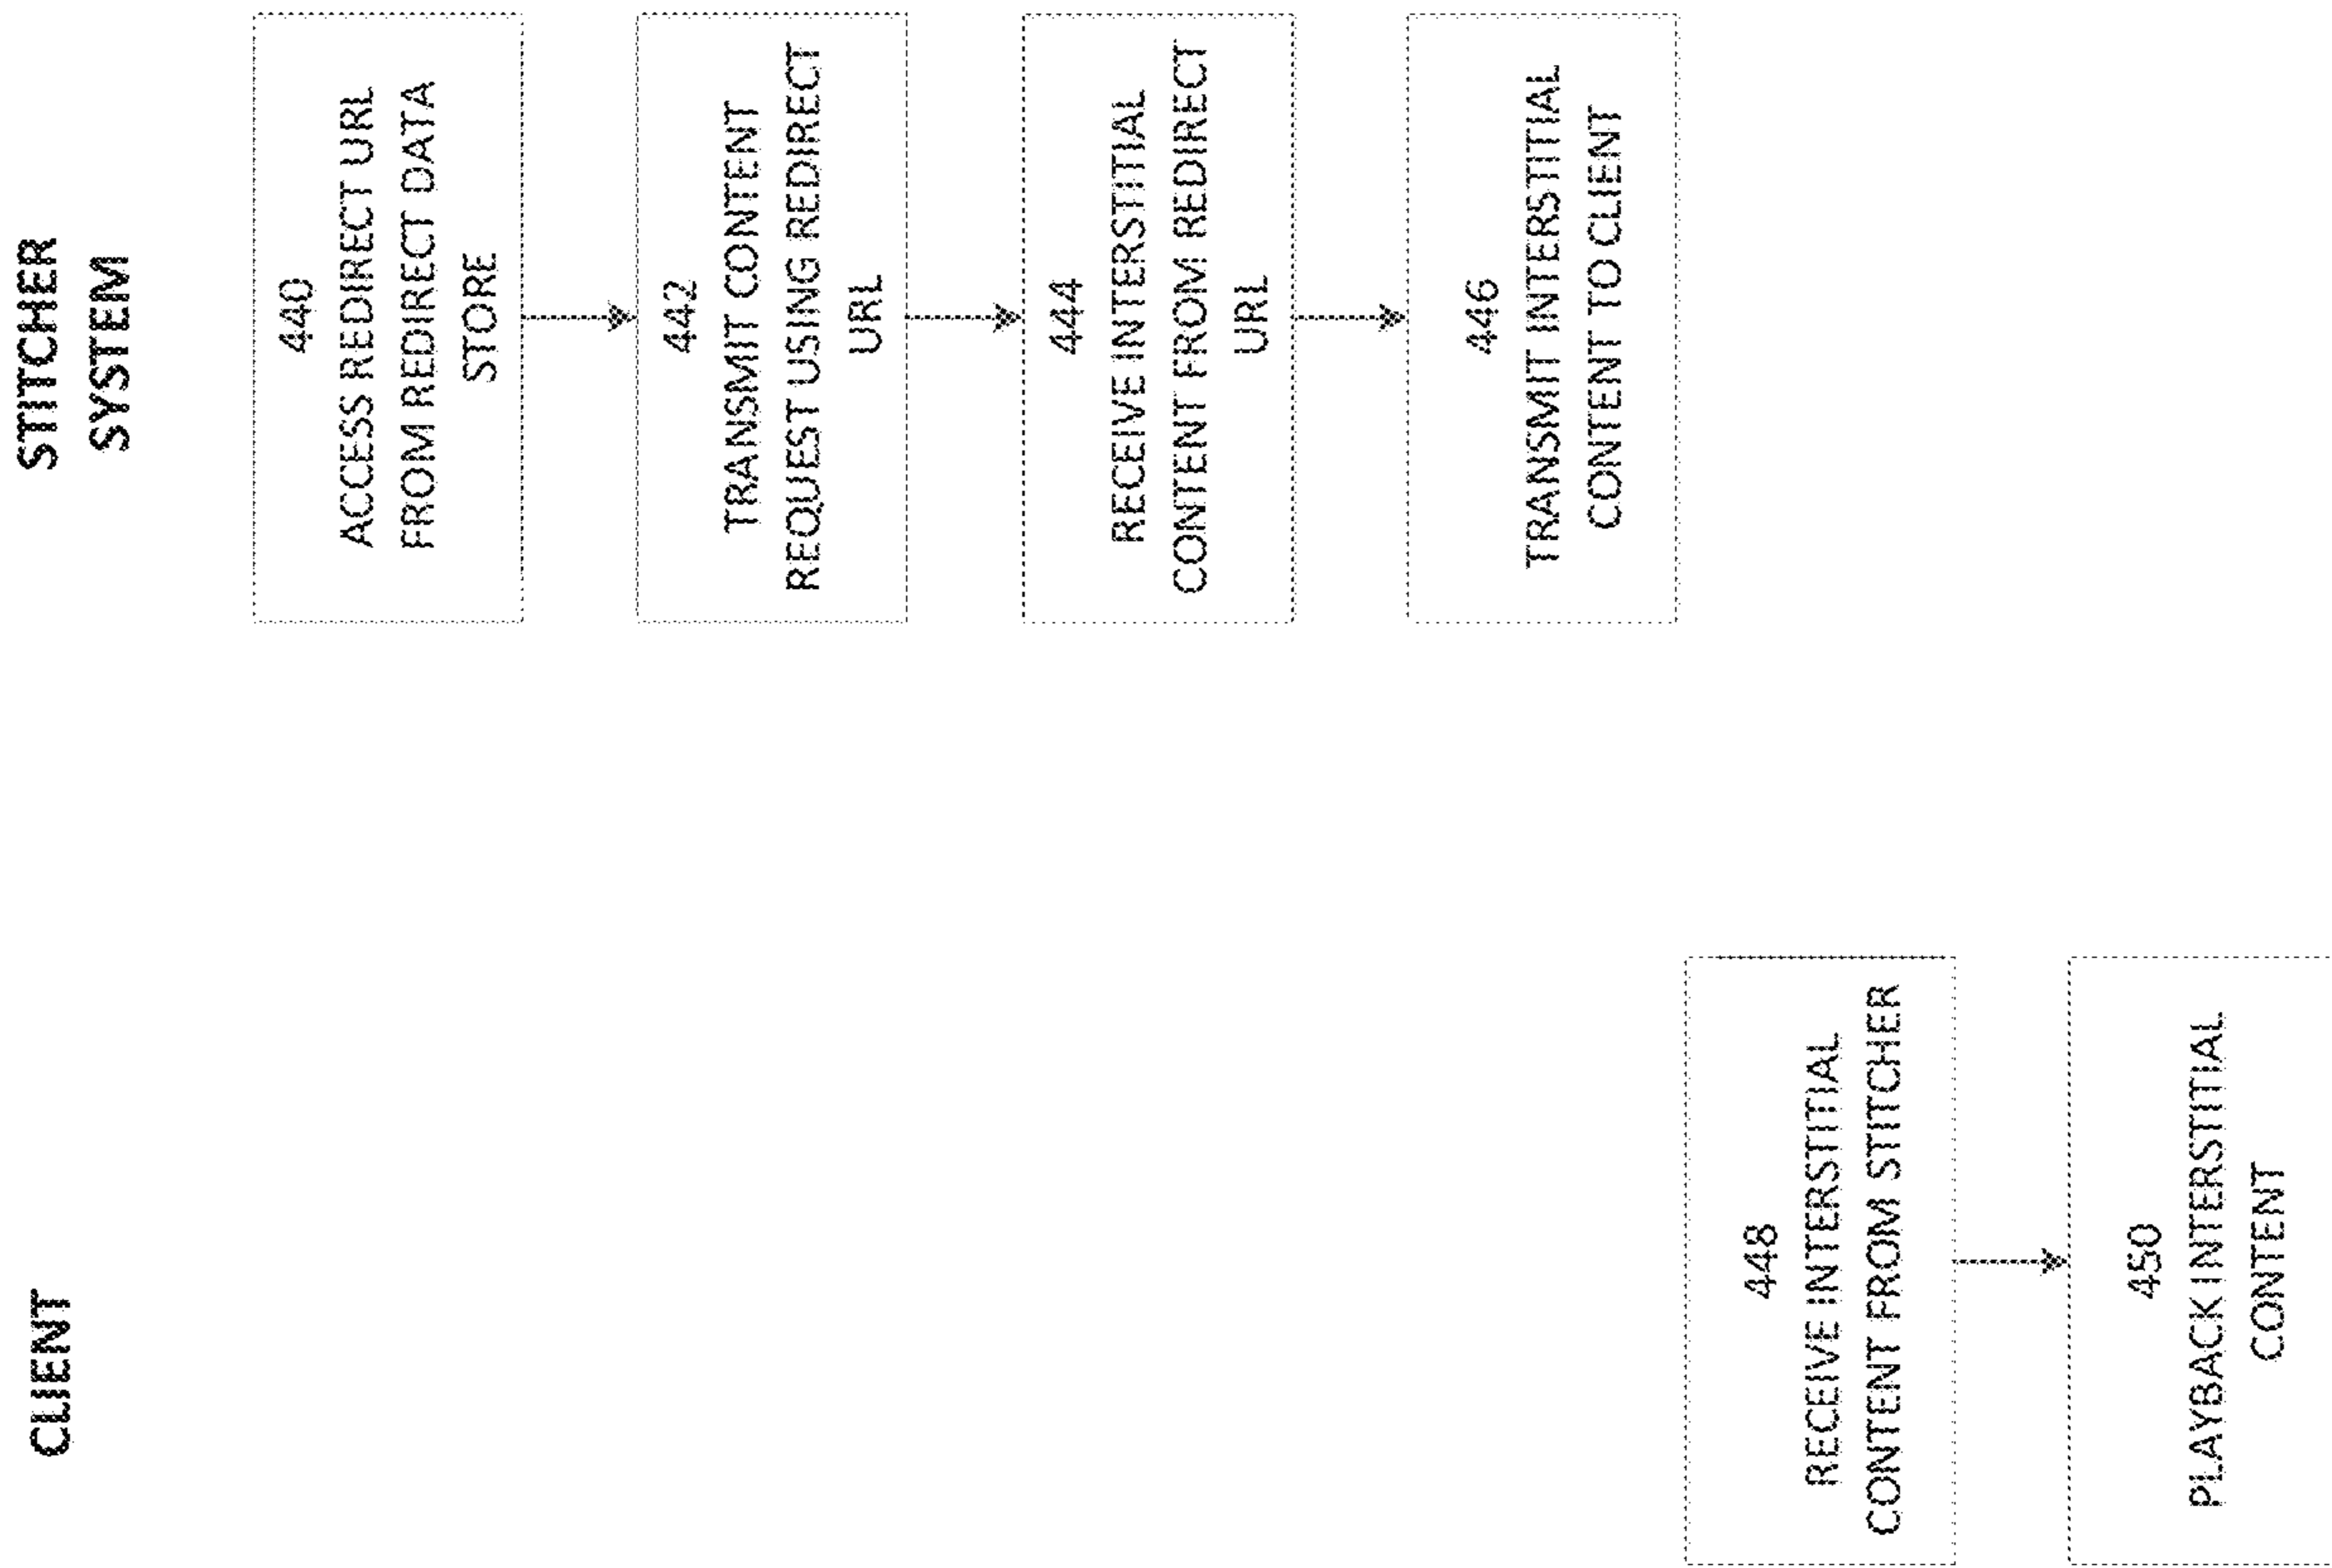 CLIENT
STITCHER
SYSTEM
440
ACCESS REDIRECT URL
FROM REDIRECT DATA
STORE
442
TRANSMIT CONTENT
REQUEST USING REDIRECT
URL
444
RECEIVE INTERSTITIAL
CONTENT FROM REDIRECT
URL
446
TRANSMIT INTERSTITIAL
CONTENT TO CLIENT
448
RECEIVE INTERSTITIAL
CONTENT FROM STITCHER
450
PLAYBACK INTERSTITIAL
CONTENT